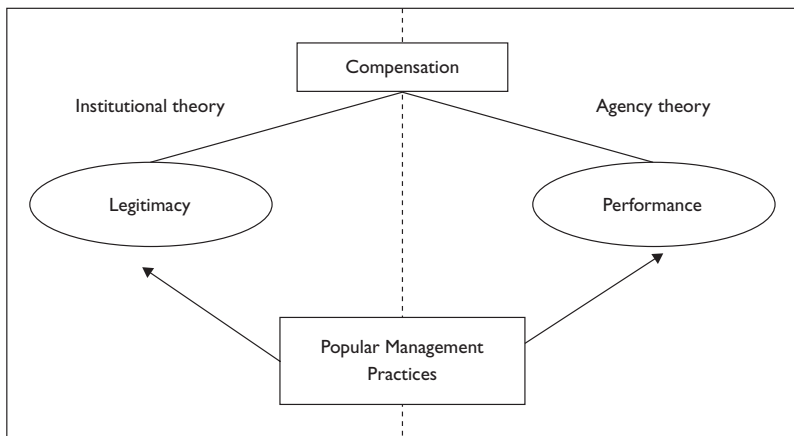 Compensation
Institutional theory
Agency theory
Legitimacy
Performance
Popular Management
Practices